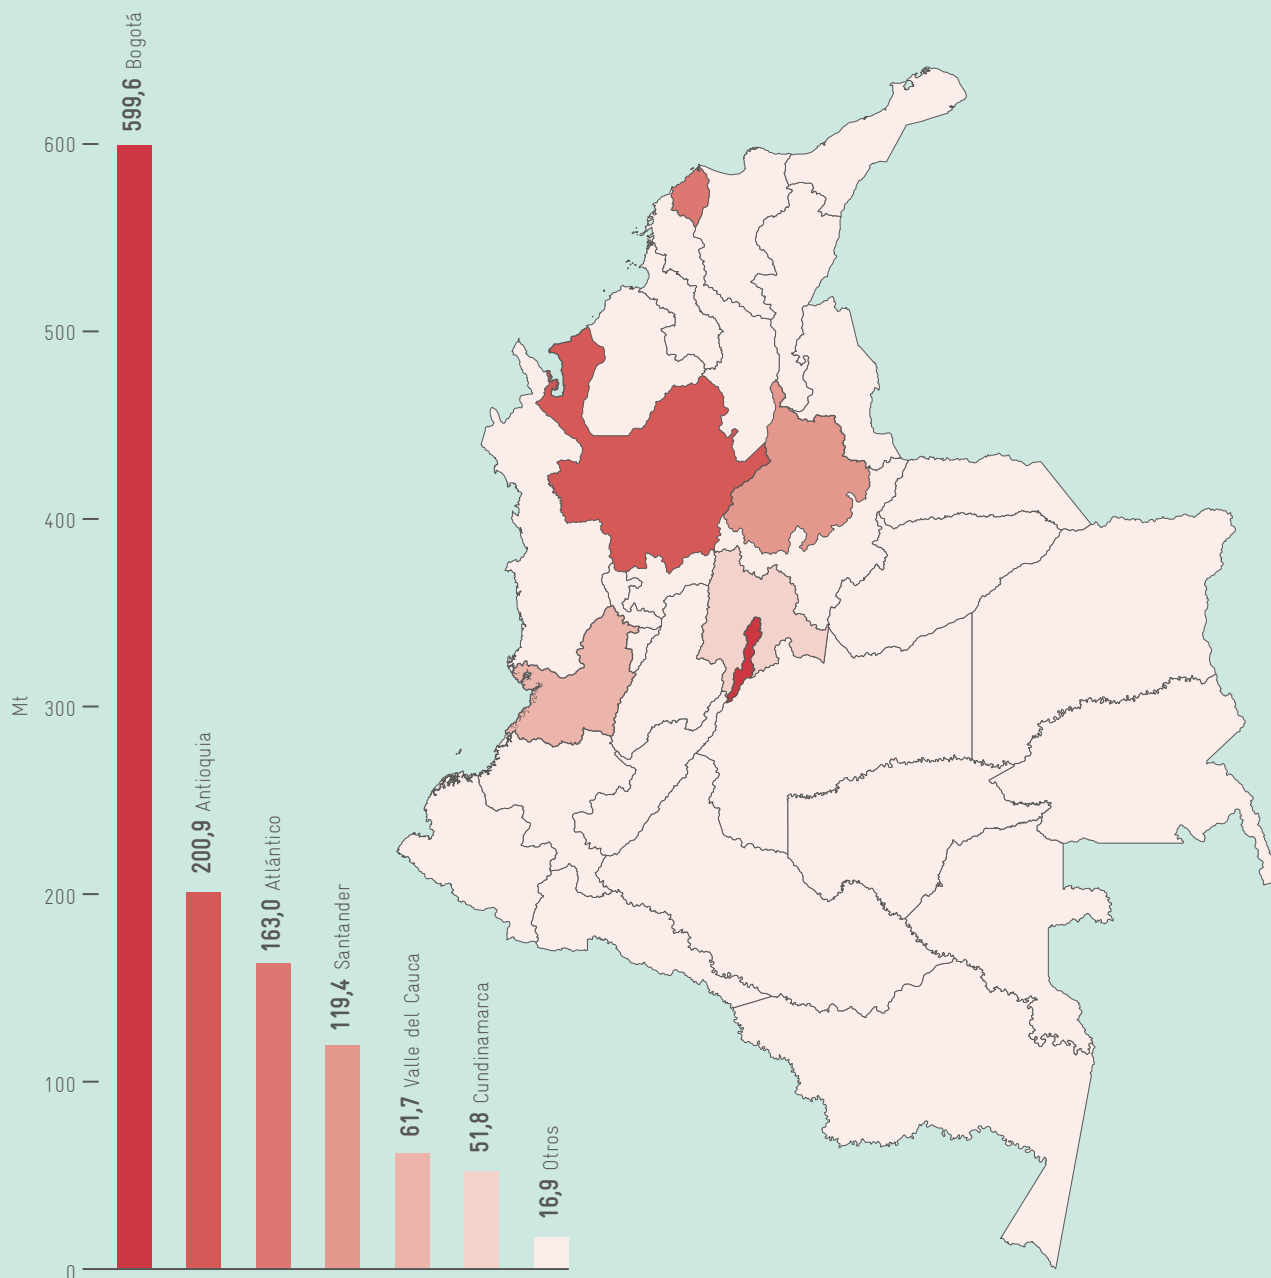 Mt
600
500
400
300
200
100
0
599,6 Bogotá
200,9 Antioquia
163,0 Atlántico
119,4 Santander
61,7 Valle del Cauca
51,8 Cundinamarca
16,9 Otros